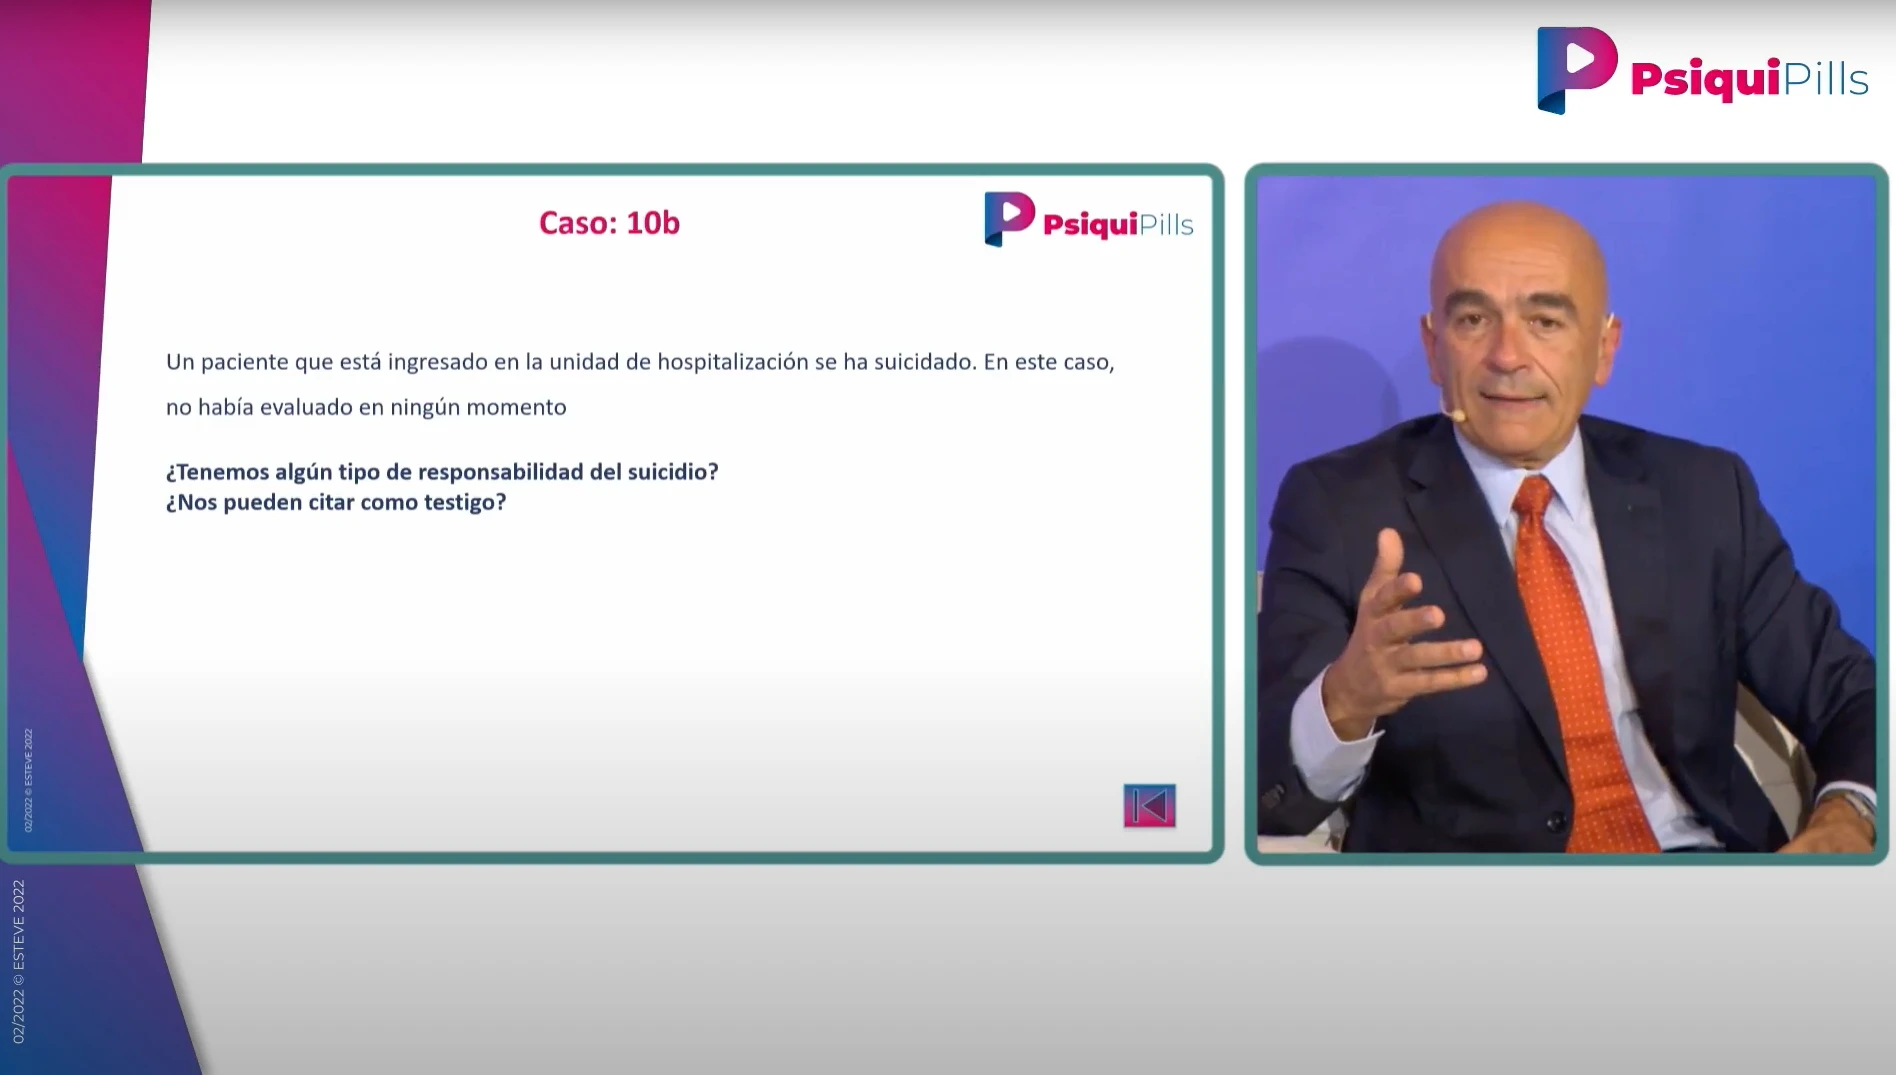 PsiquiPills
Caso: 10b
PsiquiPills
Un paciente que está ingresado en la unidad de hospitalización se ha suicidado. En este caso,
no había evaluado en ningún momento
¿Tenemos algún tipo de responsabilidad del suicidio?
¿Nos pueden citar como testigo?
02/2022 © ESTEVE 2022
02/2022 © ESTEVE 2022